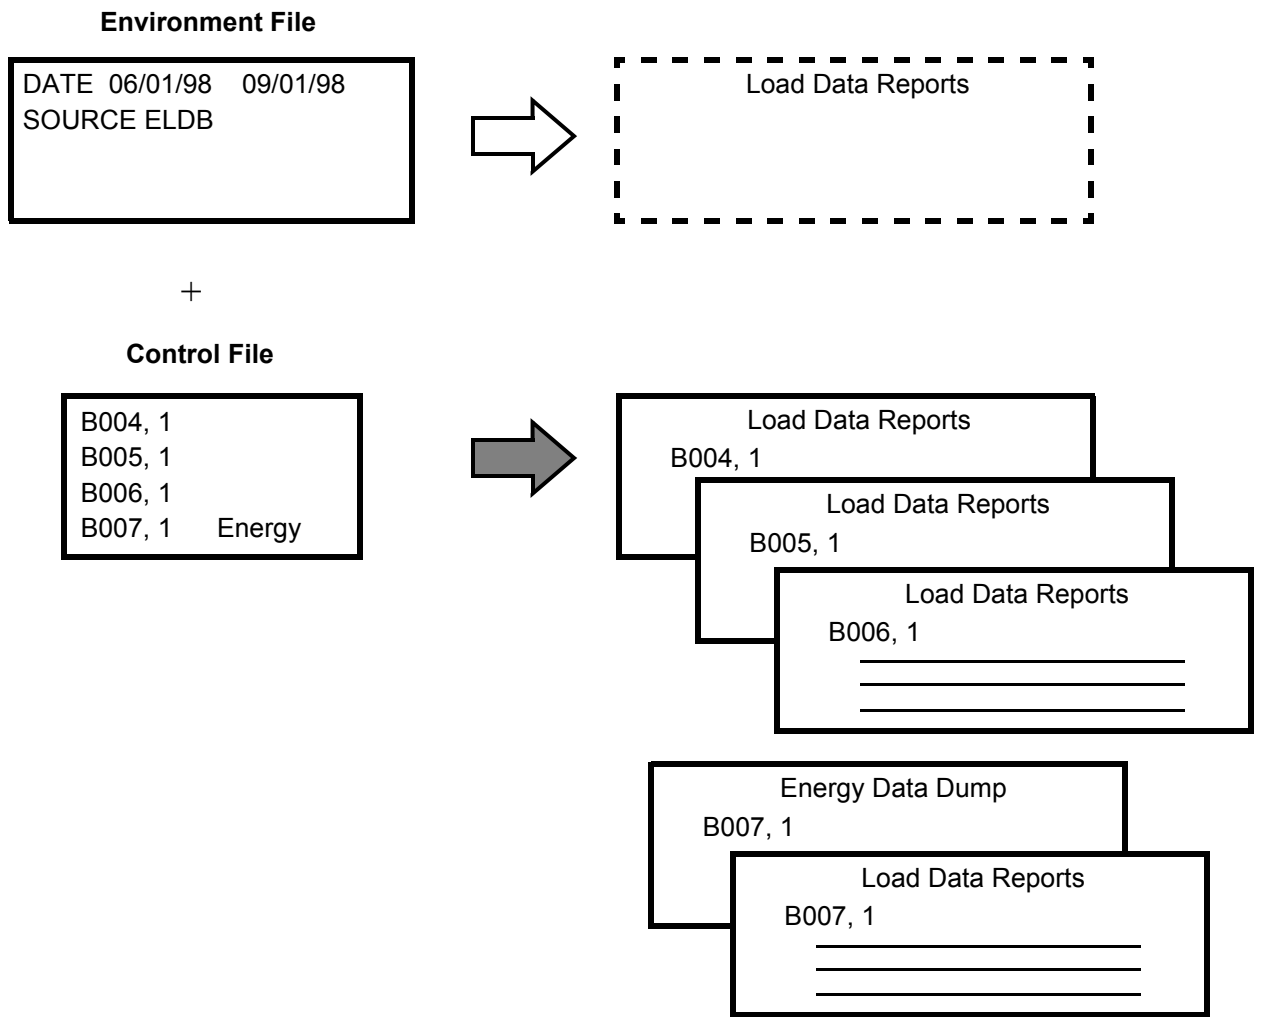 Environment File
DATE 06/01/98 09/01/98
SOURCE ELDB
Load Data Reports
+
Control File
B004, 1
B005, 1
B006, 1
B007, 1 Energy
Load Data Reports
B004, 1
Load Data Reports
B005, 1
Load Data Reports
B006, 1
Energy Data Dump
B007, 1
Load Data Reports
B007, 1